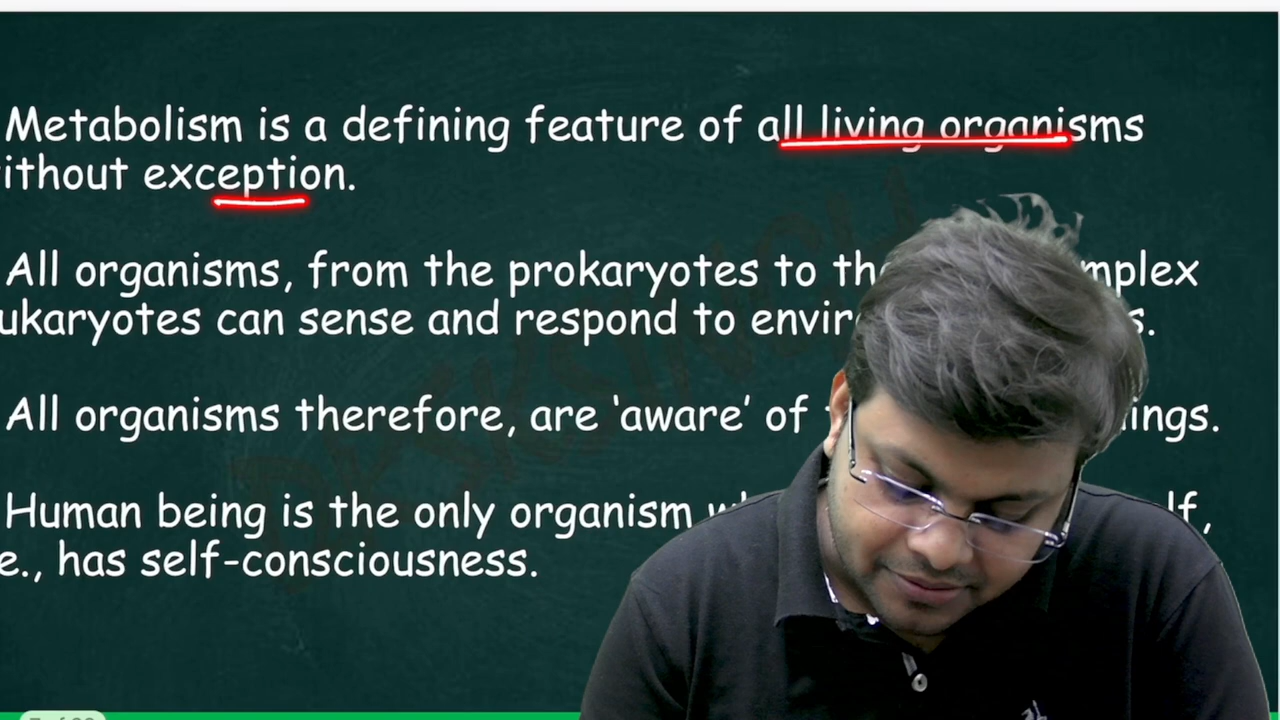 Metabolism is a defining feature of all living organisms
ithout exception.
All organisms, from the prokaryotes to the mplex
ukaryotes can sense and respond to envir s.
All organisms therefore, are ‘aware’ of ings.
Human being is the only organism lf,
e., has self-consciousness.